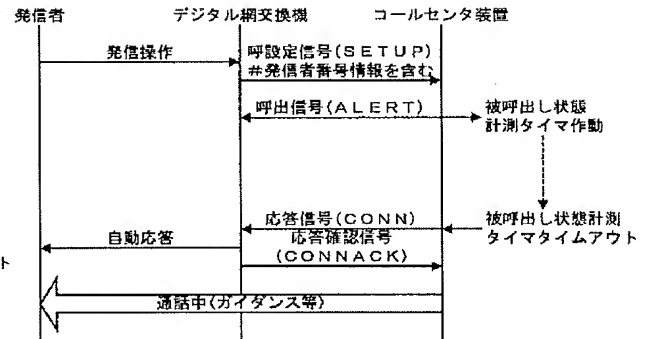 発信者
デジタル網交換機
コールセンタ装置
発信操作
呼設定信号(SETUP)
#発信者番号情報を含む
呼出信号(ALERT)
被呼出し状態
計測タイマ作動
応答信号(CONN)
被呼出し状態計測
タイマタイムアウト
自動応答
応答確認信号
(CONNACK)
ト
通話中(ガイダンス等)